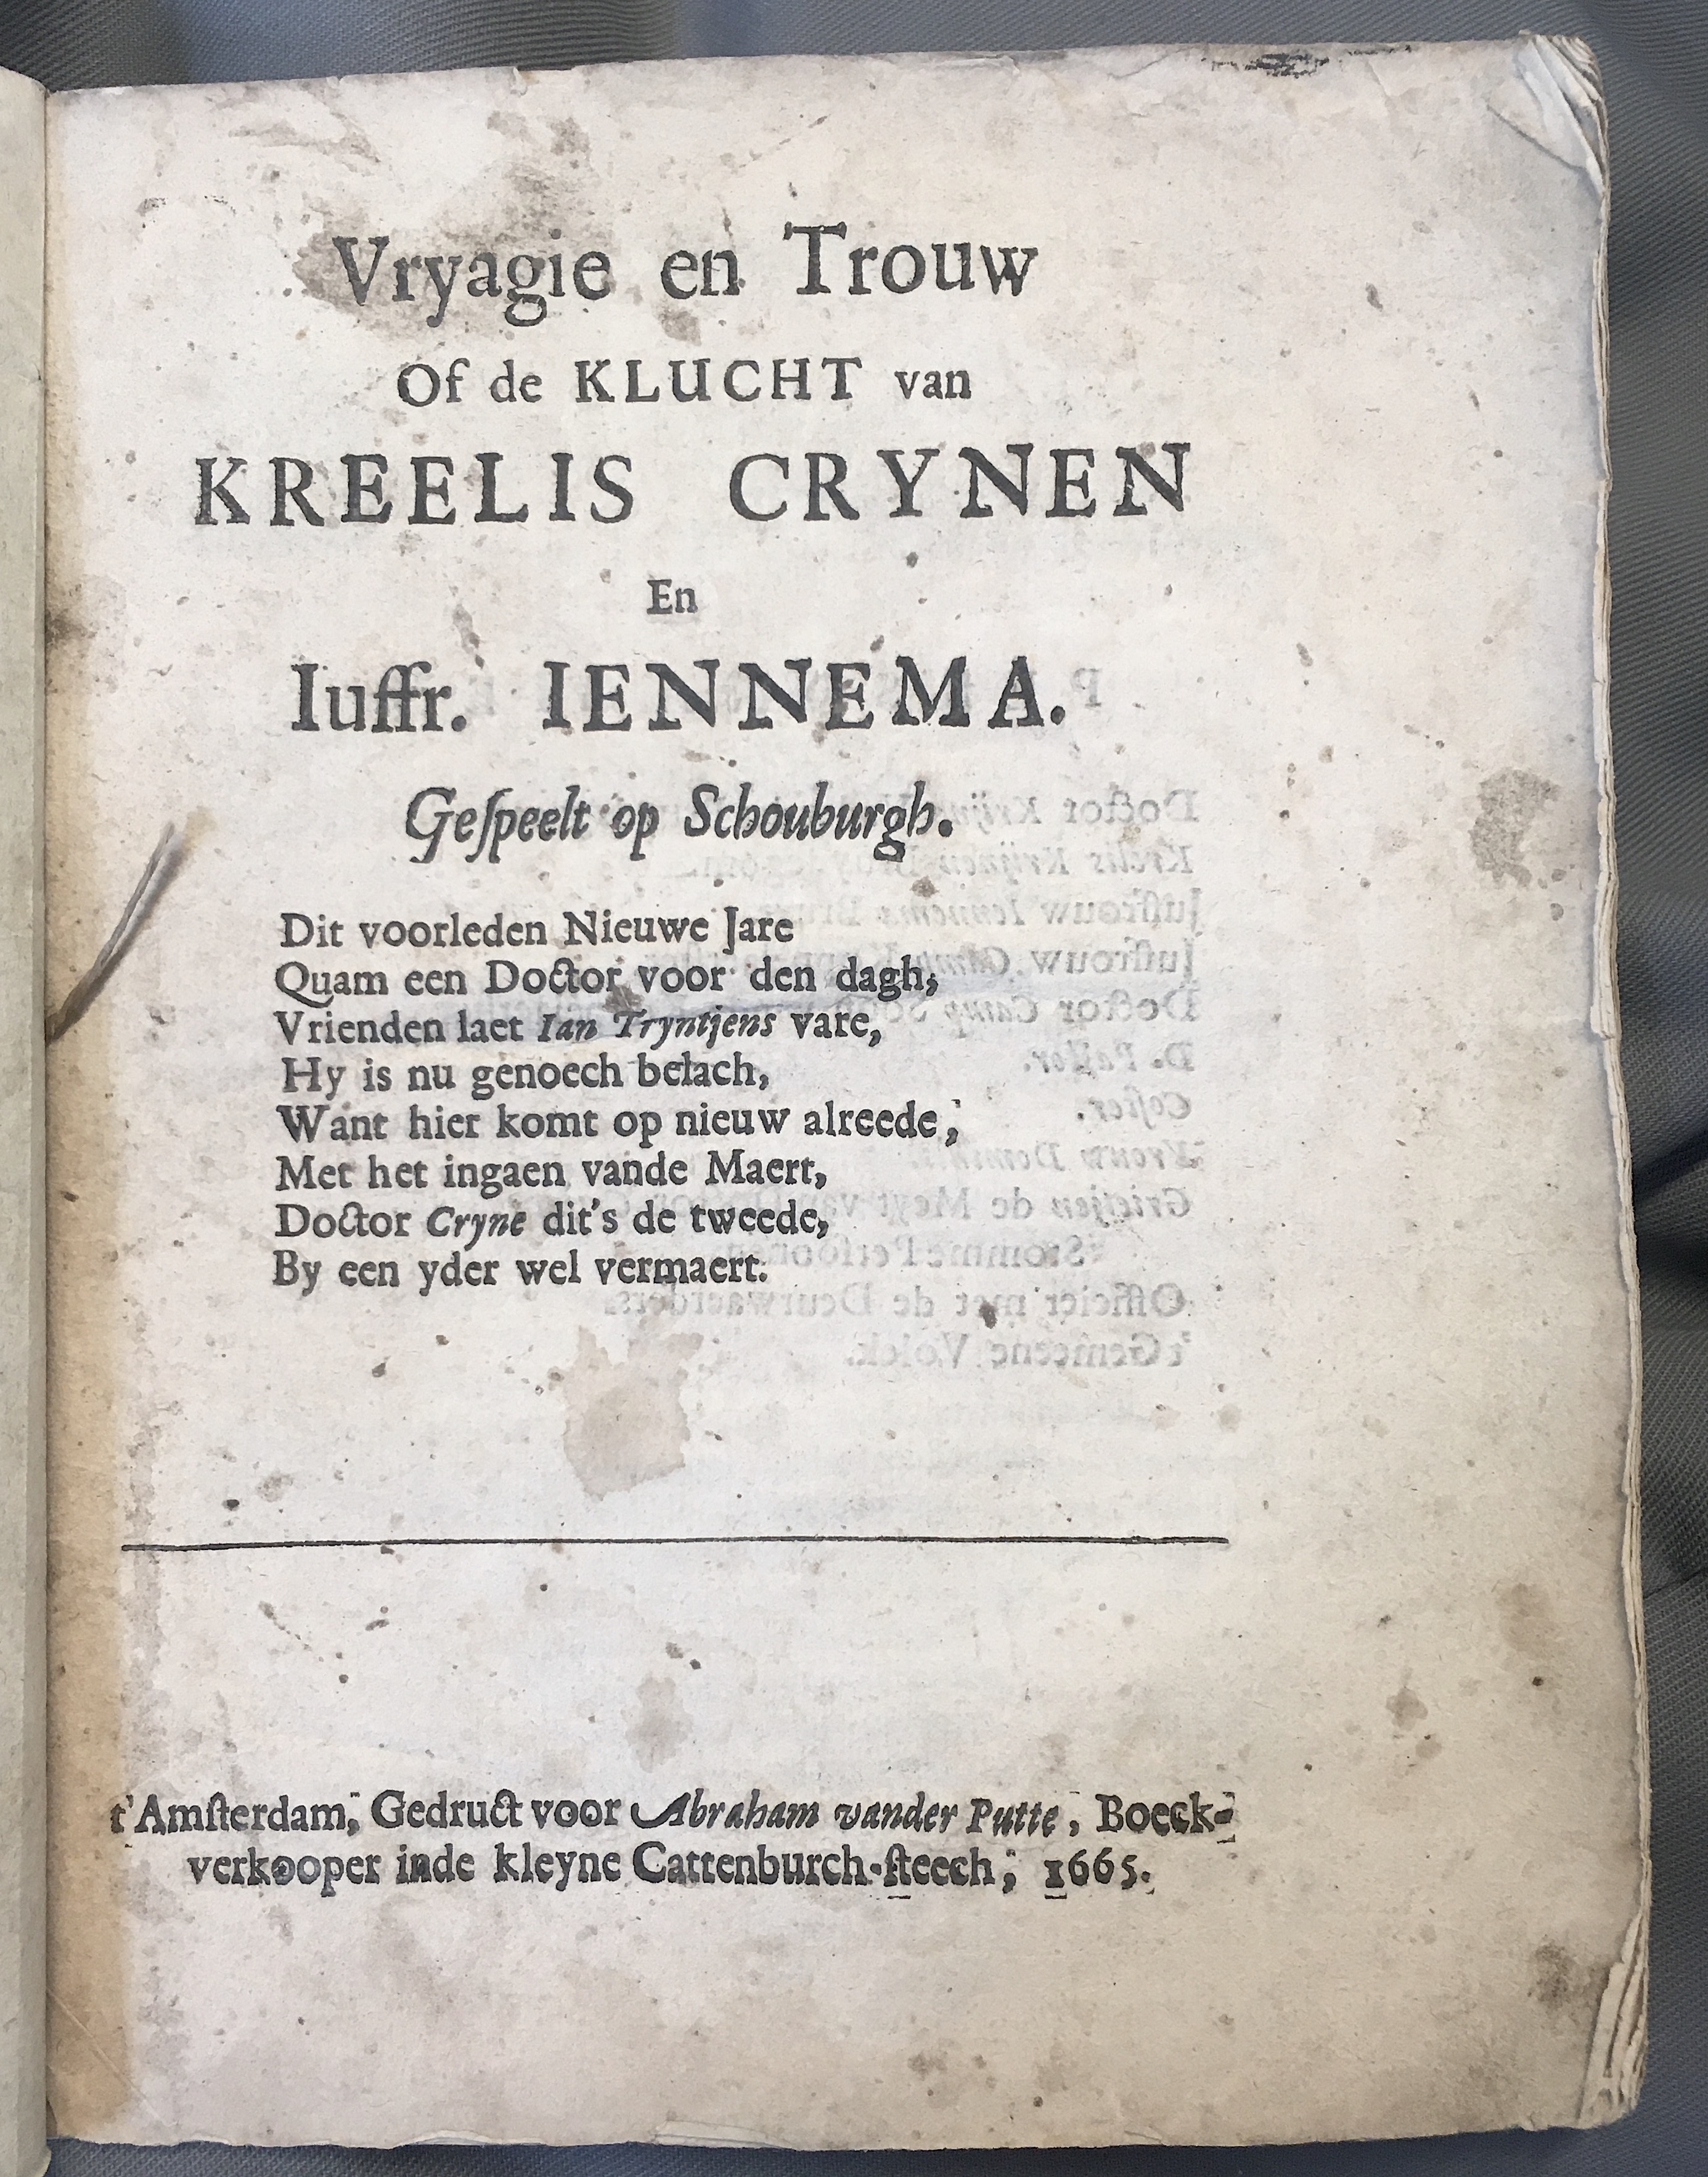 Vryagie en Trouw
Of de KLUCHT van
KREELIS CRYNEN
En
Iuffr. IENNEMA.
Geſpeelt op Schouburgh.
Dit voorleden Nieuwe Jare
Quam een Doctor voor den dagh,
Vrienden laet Ian Tryntjens vare,
Hy is nu genoech belach,
Want hier komt op nieuw alreede,
Met het ingaen vande Maert,
Doctor Cryne dit's de tweede,
By een yder wel vermaert.
t'Amſterdam, Gedruct voor Abraham vander Putte, Boeck-
verkooper inde kleyne Cattenburch-ſteech, 1665.